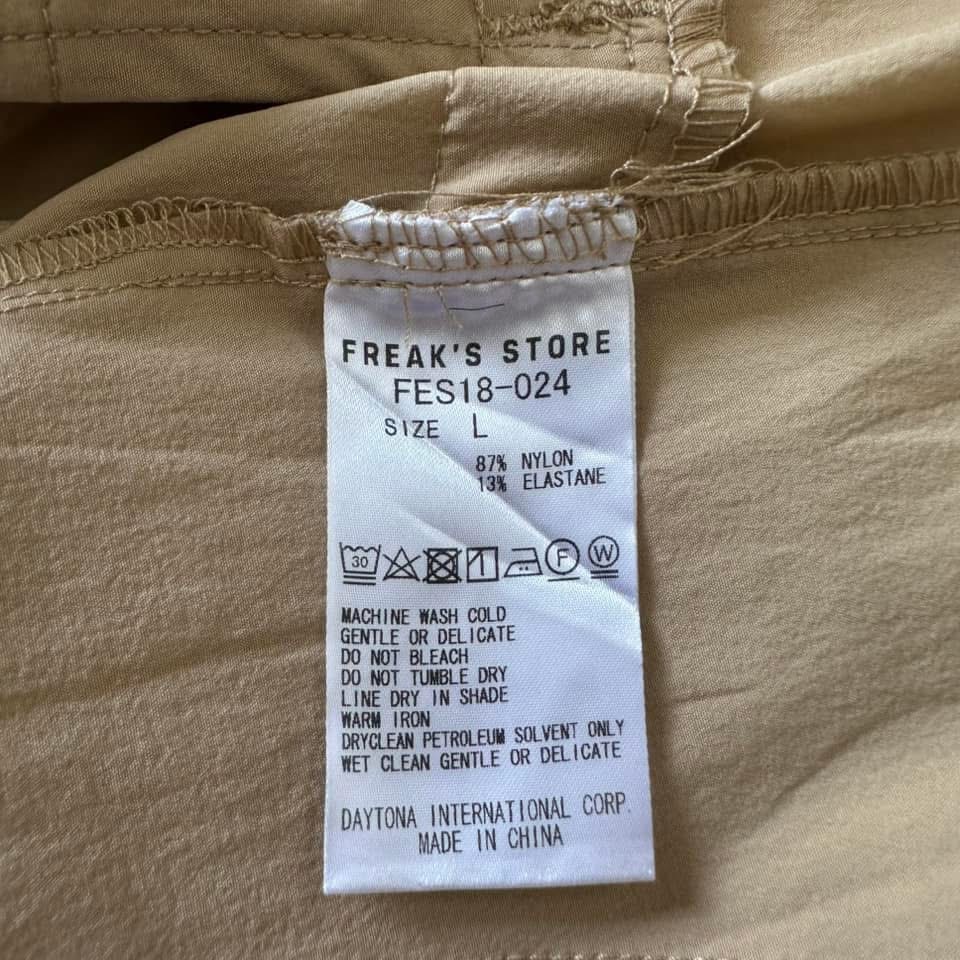 FREAK'S STORE
FES18-024
SIZE L
87% NYLON
13% ELASTANE
30 F W
MACHINE WASH COLD
GENTLE OR DELICATE
DO NOT BLEACH
DO NOT TUMBLE DRY
LINE DRY IN SHADE
WARM IRON
DRYCLEAN PETROLEUM SOLVENT ONLY
WET CLEAN GENTLE OR DELICATE
DAYTONA INTERNATIONAL CORP.
MADE IN CHINA